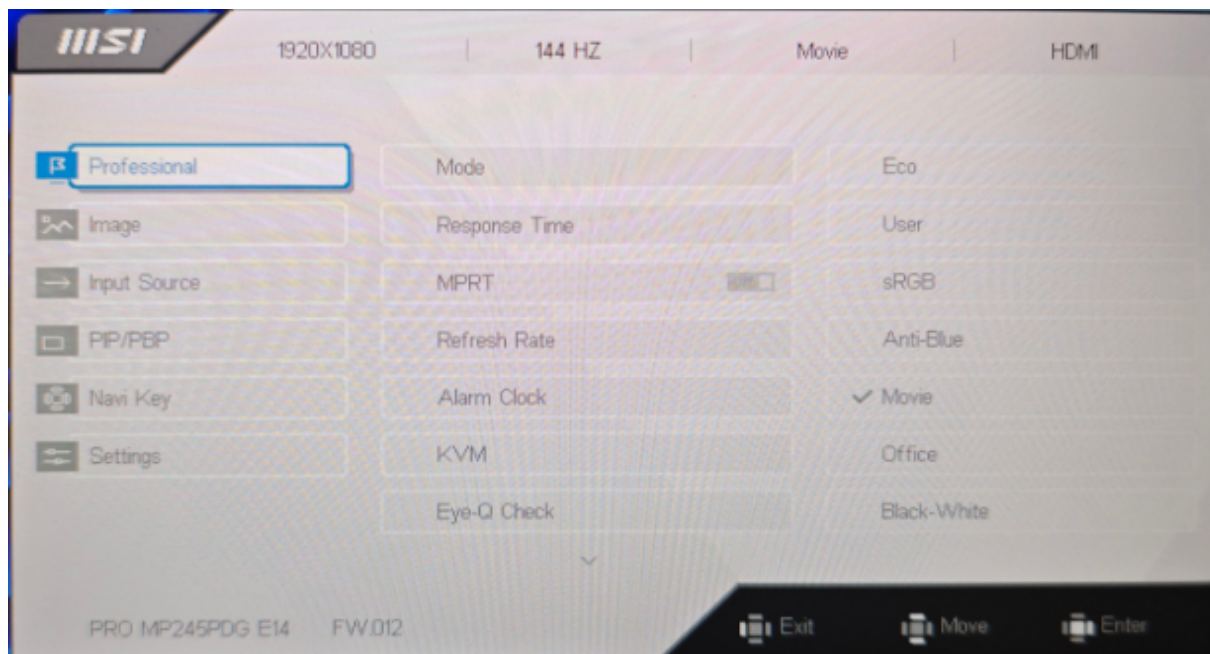 msi 1920X1080 144 HZ Movie HDMI
Professional Mode Eco
Image Response Time User
Input Source MPRT sRGB
PIP/PBP Refresh Rate Anti-Blue
Navi Key Alarm Clock Movie
Settings KVM Office
Eye-Q Check Black-White
PRO MP245PDG E14 FW.012 Exit Move Enter